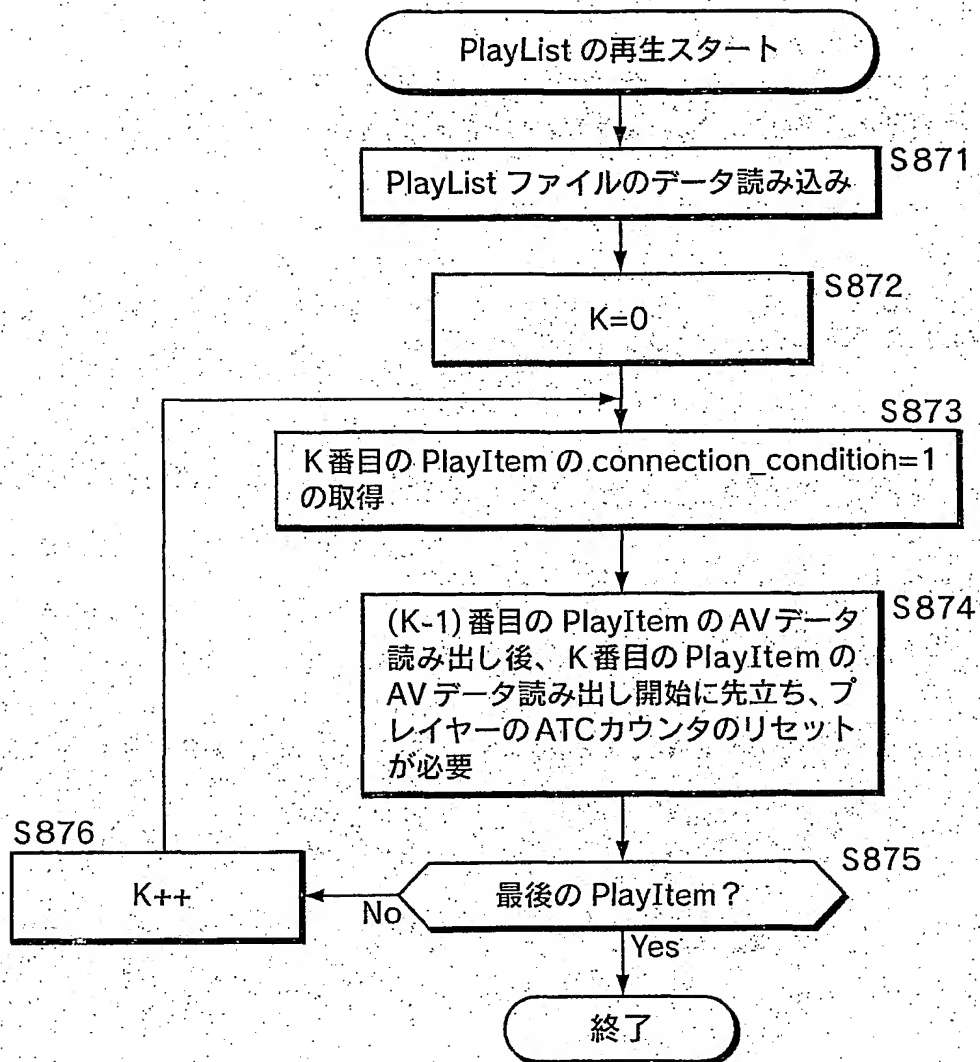 PlayList の再生スタート
S871
PlayList ファイルのデータ読み込み
S872
K=0
S873
K番目の PlayItem の connection_condition=1
の取得
S874
(K-1)番目の PlayItem の AVデータ
読み出し後、K番目の PlayItem の
AVデータ読み出し開始に先立ち、プ
レイヤーの ATCカウンタのリセット
が必要
S876
K++
S875
最後の PlayItem？
No
Yes
終了